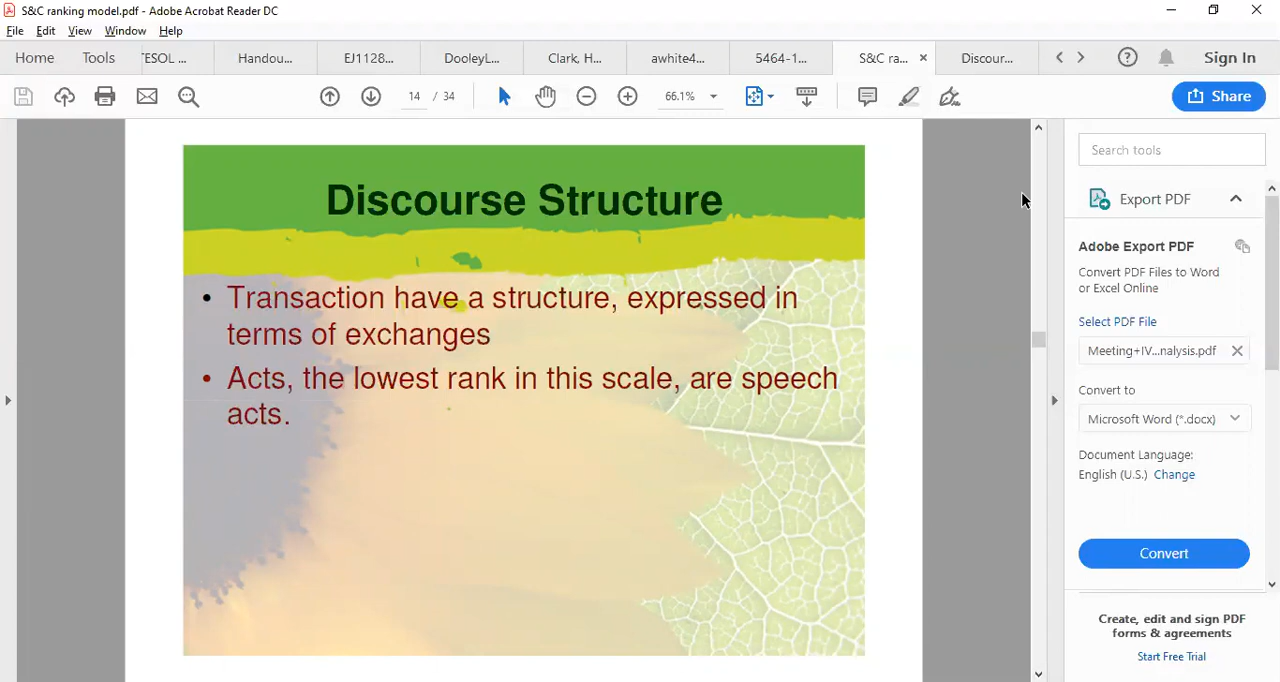 S&C ranking model.pdf - Adobe Acrobat Reader DC
File Edit View Window Help
Home Tools TESOL ... Handou... EJ1128... DooleyL... Clark, H... awhite4... 5464-1... S&C ra... Discour... Sign In
14 / 34 66.1% Share
Discourse Structure
• Transaction have a structure, expressed in
terms of exchanges
• Acts, the lowest rank in this scale, are speech
acts.
Search tools
Export PDF
Adobe Export PDF
Convert PDF Files to Word
or Excel Online
Select PDF File
Meeting+IV...nalysis.pdf
Convert to
Microsoft Word (*.docx)
Document Language:
English (U.S.) Change
Convert
Create, edit and sign PDF
forms & agreements
Start Free Trial